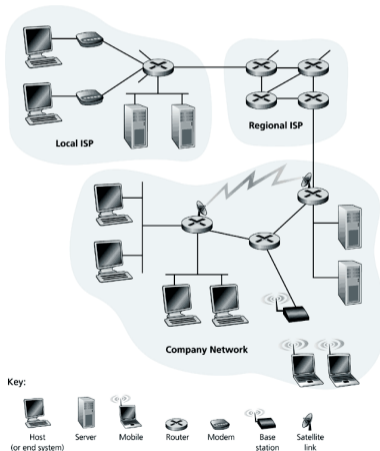 Local ISP
Regional ISP
Company Network
Key:
Host
(or end system)
Server
Mobile
Router
Modem
Base
station
Satellite
link